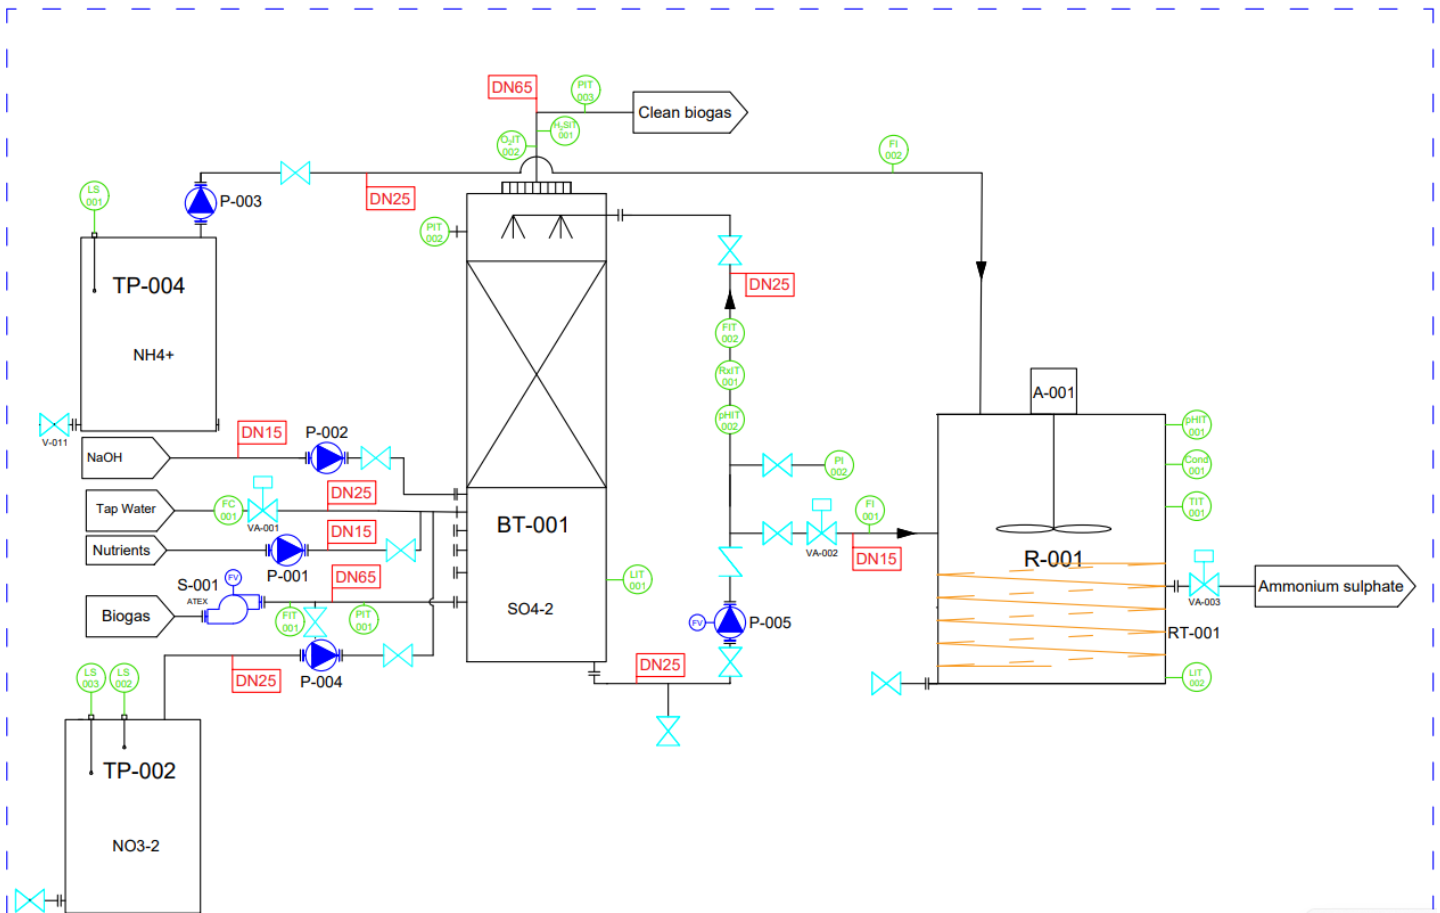 DN65
PIT
003
Clean biogas
H2SIT
001
O2IT
002
FI
002
LS
001
P-003
DN25
PIT
002
TP-004
DN25
NH4+
FIT
002
RxIT
001
A-001
pHIT
002
pHIT
001
V-011
DN15
P-002
NaOH
PI
002
Cond
001
DN25
Tap Water
FC
001
VA-001
BT-001
FI
001
TIT
001
DN15
Nutrients
P-001
VA-002
DN15
R-001
S-001
FV
ATEX
DN65
LIT
001
Ammonium sulphate
VA-003
Biogas
FIT
001
PIT
001
SO4-2
FV
P-005
RT-001
DN25
P-004
DN25
LS
003
LS
002
LIT
002
TP-002
NO3-2